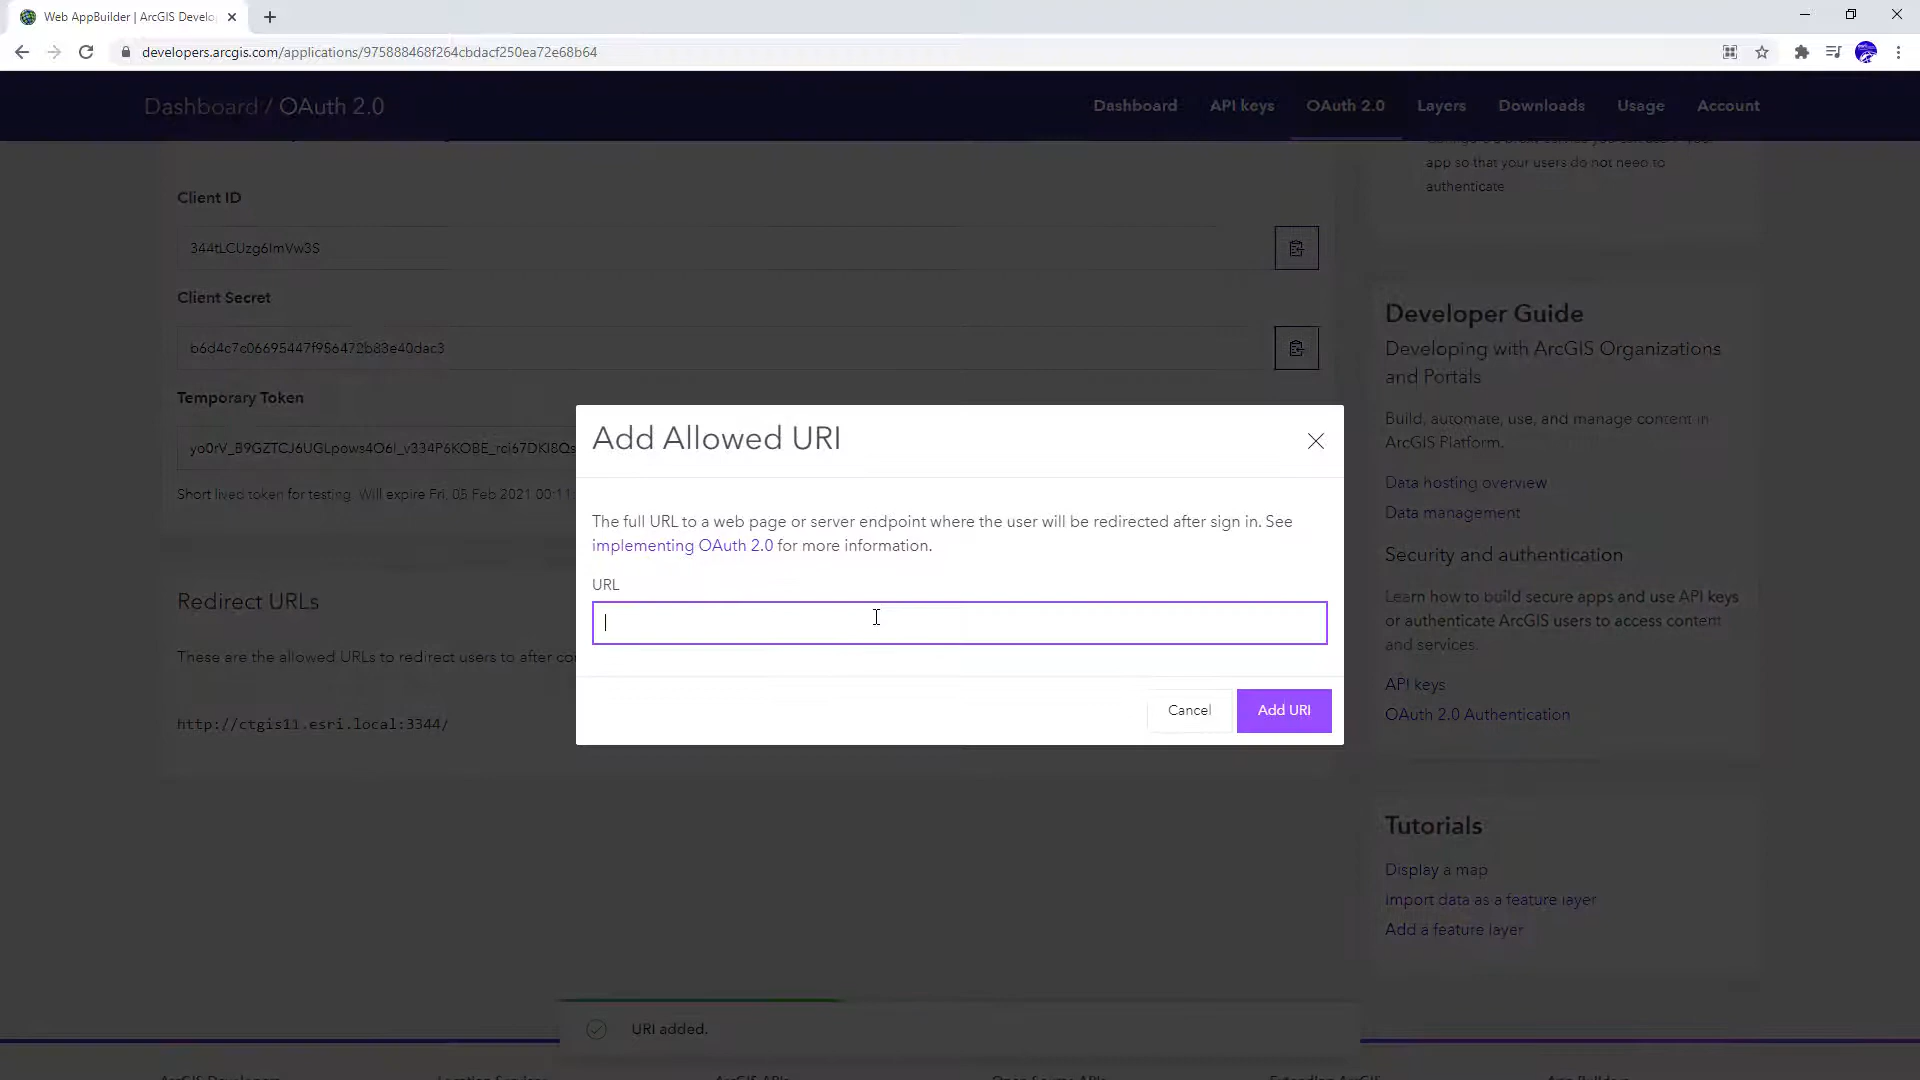 Web AppBuilder | ArcGIS Develo
developers.arcgis.com/applications/975888468f264cbdacf250ea72e68b64
Dashboard / OAuth 2.0
Dashboard
API keys
OAuth 2.0
Layers
Downloads
Usage
Account
app so that your users do not need to
authenticate
Client ID
344tLCUzg6ImVw3S
Client Secret
b6d4c7c06695447f956472b83e40dac3
Temporary Token
yo0rV_B9GZTCJ6UGLpows4O6I_v334P6KOBE_rci67DKI8Qs
Short lived token for testing. Will expire Fri, 05 Feb 2021 00:11:
Redirect URLs
These are the allowed URLs to redirect users to after co
http://ctgis11.esri.local:3344/
Add Allowed URI
The full URL to a web page or server endpoint where the user will be redirected after sign in. See
implementing OAuth 2.0 for more information.
URL
Cancel
Add URI
Developer Guide
Developing with ArcGIS Organizations
and Portals
Build, automate, use, and manage content in
ArcGIS Platform.
Data hosting overview
Data management
Security and authentication
Learn how to build secure apps and use API keys
or authenticate ArcGIS users to access content
and services.
API keys
OAuth 2.0 Authentication
Tutorials
Display a map
Import data as a feature layer
Add a feature layer
URI added.